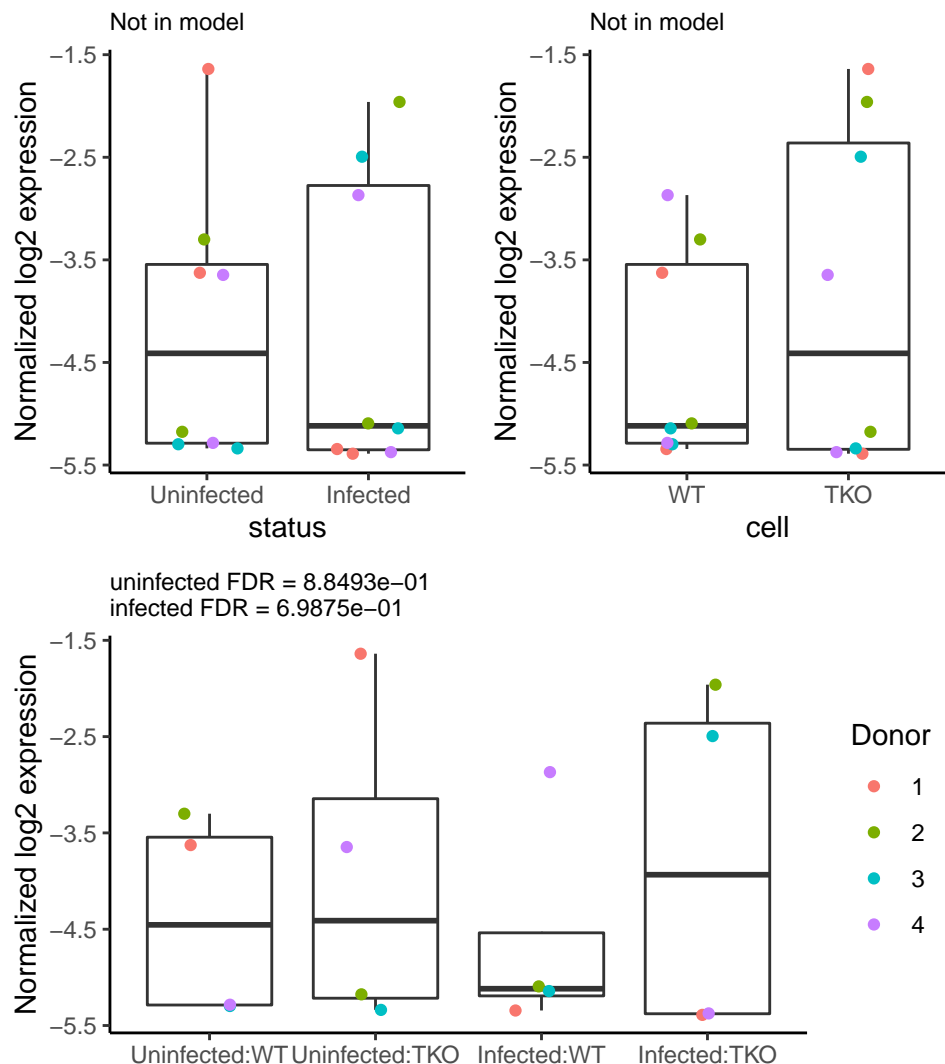 Not in model
Normalized log2 expression
−1.5
−2.5
−3.5
−4.5
−5.5
Uninfected
Infected
status
Not in model
Normalized log2 expression
−1.5
−2.5
−3.5
−4.5
−5.5
WT
TKO
cell
uninfected FDR = 8.8493e−01
infected FDR = 6.9875e−01
Normalized log2 expression
−1.5
−2.5
−3.5
−4.5
−5.5
Uninfected:WT
Uninfected:TKO
Infected:WT
Infected:TKO
Donor
1
2
3
4